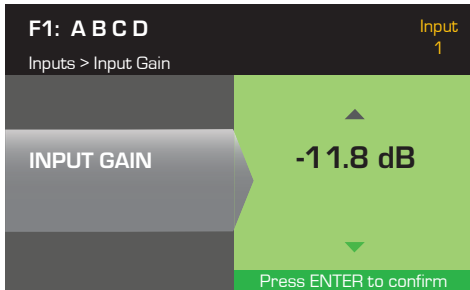 F1: A B C D
Input
1
Inputs > Input Gain
INPUT GAIN
-11.8 dB
Press ENTER to confirm